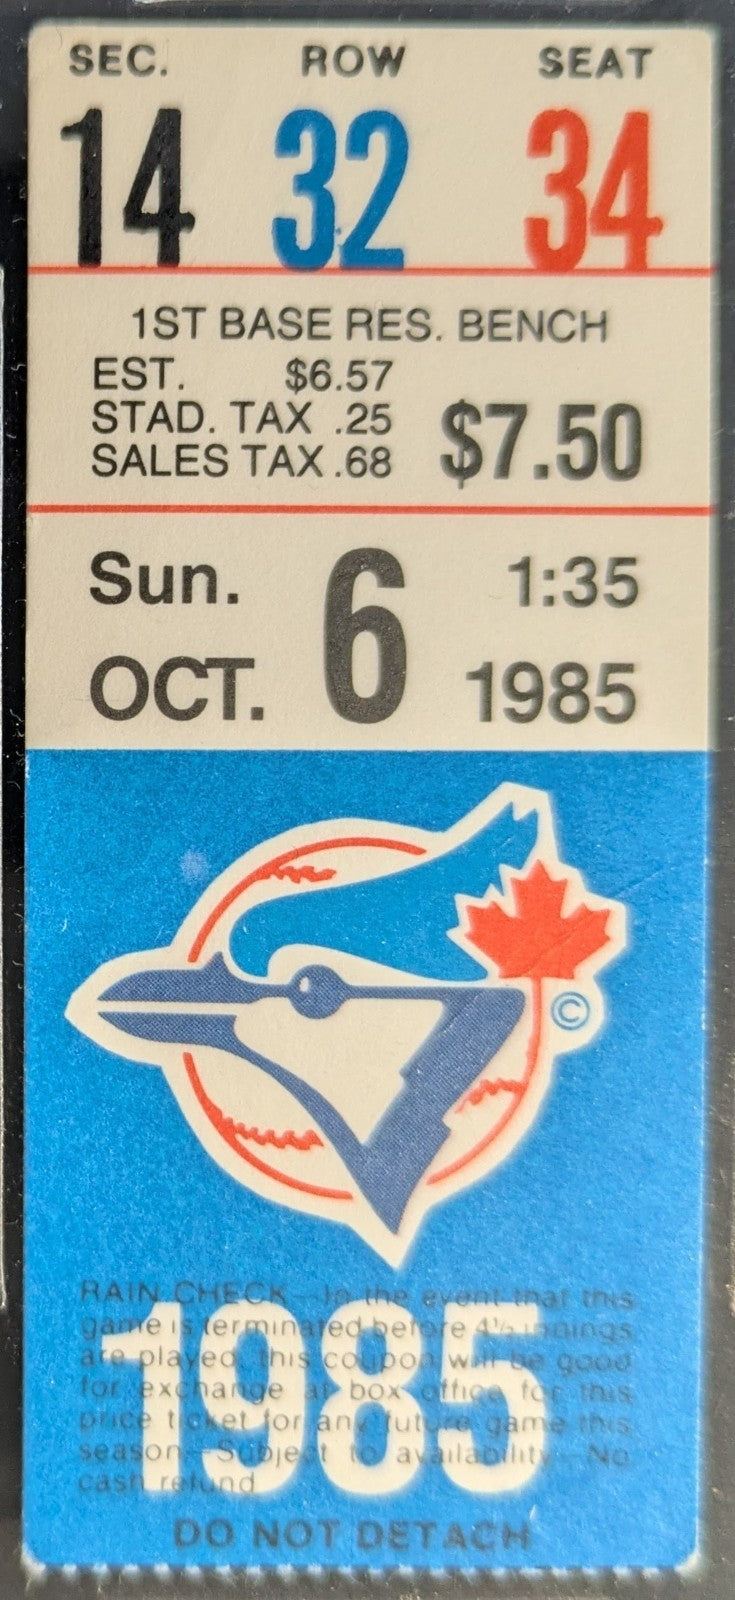 SEC. ROW SEAT
14 32 34
1ST BASE RES. BENCH
EST. $6.57
STAD. TAX .25
SALES TAX .68 $7.50
Sun. 6 1:35
OCT. 1985
©
RAIN CHECK—In the event that this
game is terminated before 4½ innings
are played, this coupon will be good
for exchange at box office for this
price ticket for any future game this
season—Subject to availability—No
cash refund
1985
DO NOT DETACH